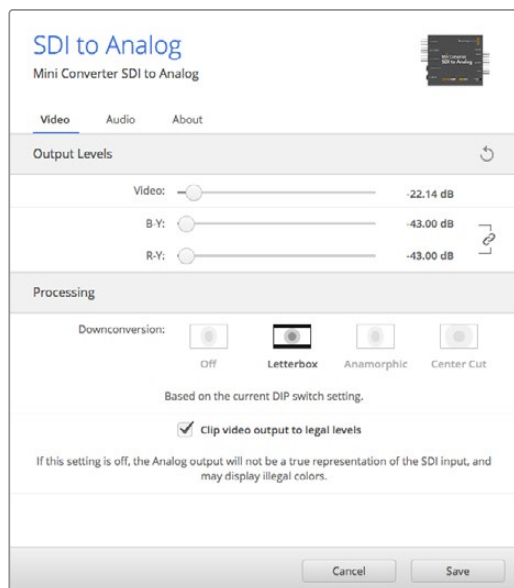 SDI to Analog
Mini Converter SDI to Analog
Video Audio About
Output Levels
Video: -22.14 dB
B-Y: -43.00 dB
R-Y: -43.00 dB
Processing
Downconversion:
Off Letterbox Anamorphic Center Cut
Based on the current DIP switch setting.
Clip video output to legal levels
If this setting is off, the Analog output will not be a true representation of the SDI input, and
may display illegal colors.
Cancel Save